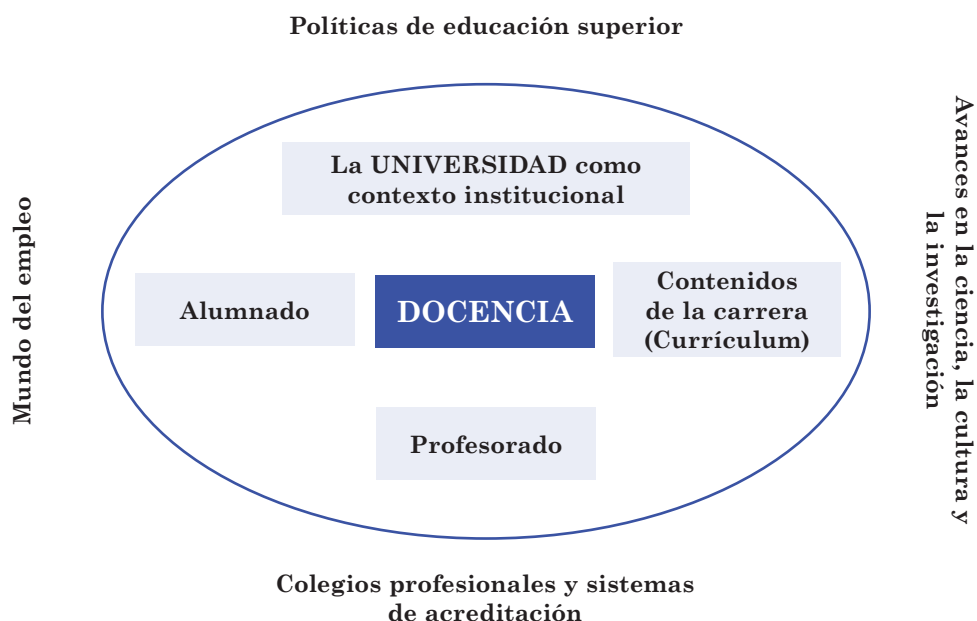 Políticas de educación superior
La UNIVERSIDAD como
contexto institucional
Mundo del empleo
Alumnado
DOCENCIA
Contenidos
de la carrera
(Currículum)
Avances en la ciencia, la cultura y
la investigación
Profesorado
Colegios profesionales y sistemas
de acreditación